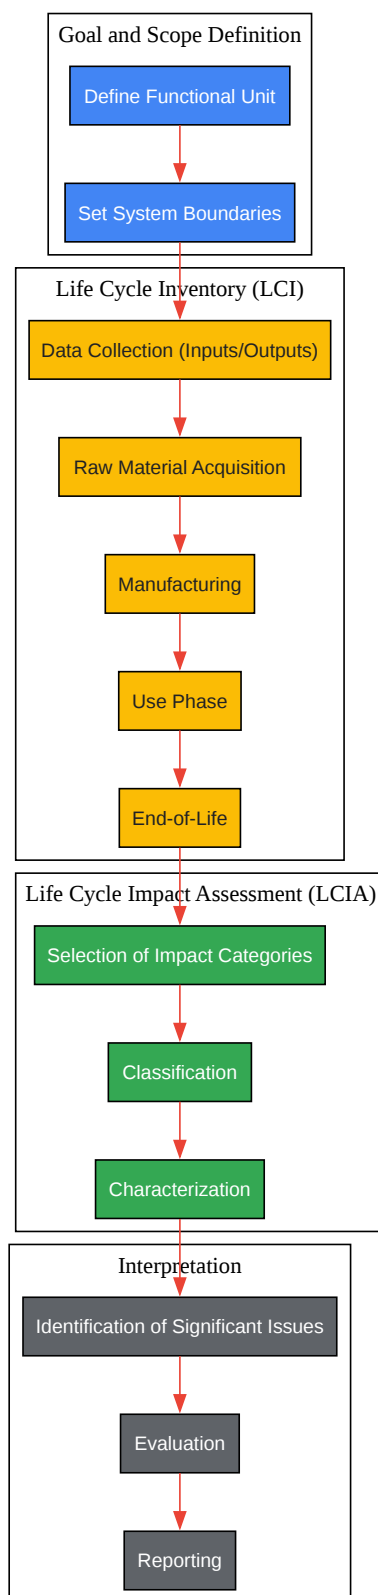 Goal and Scope Definition
Define Functional Unit
Set System Boundaries
Life Cycle Inventory (LCI)
Data Collection (Inputs/Outputs)
Raw Material Acquisition
Manufacturing
Use Phase
End-of-Life
Life Cycle Impact Assessment (LCIA)
Selection of Impact Categories
Classification
Characterization
Interpretation
Identification of Significant Issues
Evaluation
Reporting